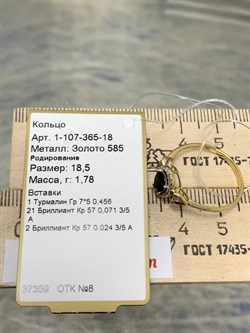 Кольцо
Арт. 1-107-365-18
Металл: Золото 585
Родирование
Размер: 18,5
Масса, г: 1,78
Вставки:
1 Турмалин Гр 7*5 0,456
21 Бриллиант Кр 57 0,071 3/5
А
2 Бриллиант Кр 57 0,024 3/5 А
37359 ОТК №8
4
5
ГОСТ 17435-
ГОСТ 17435-